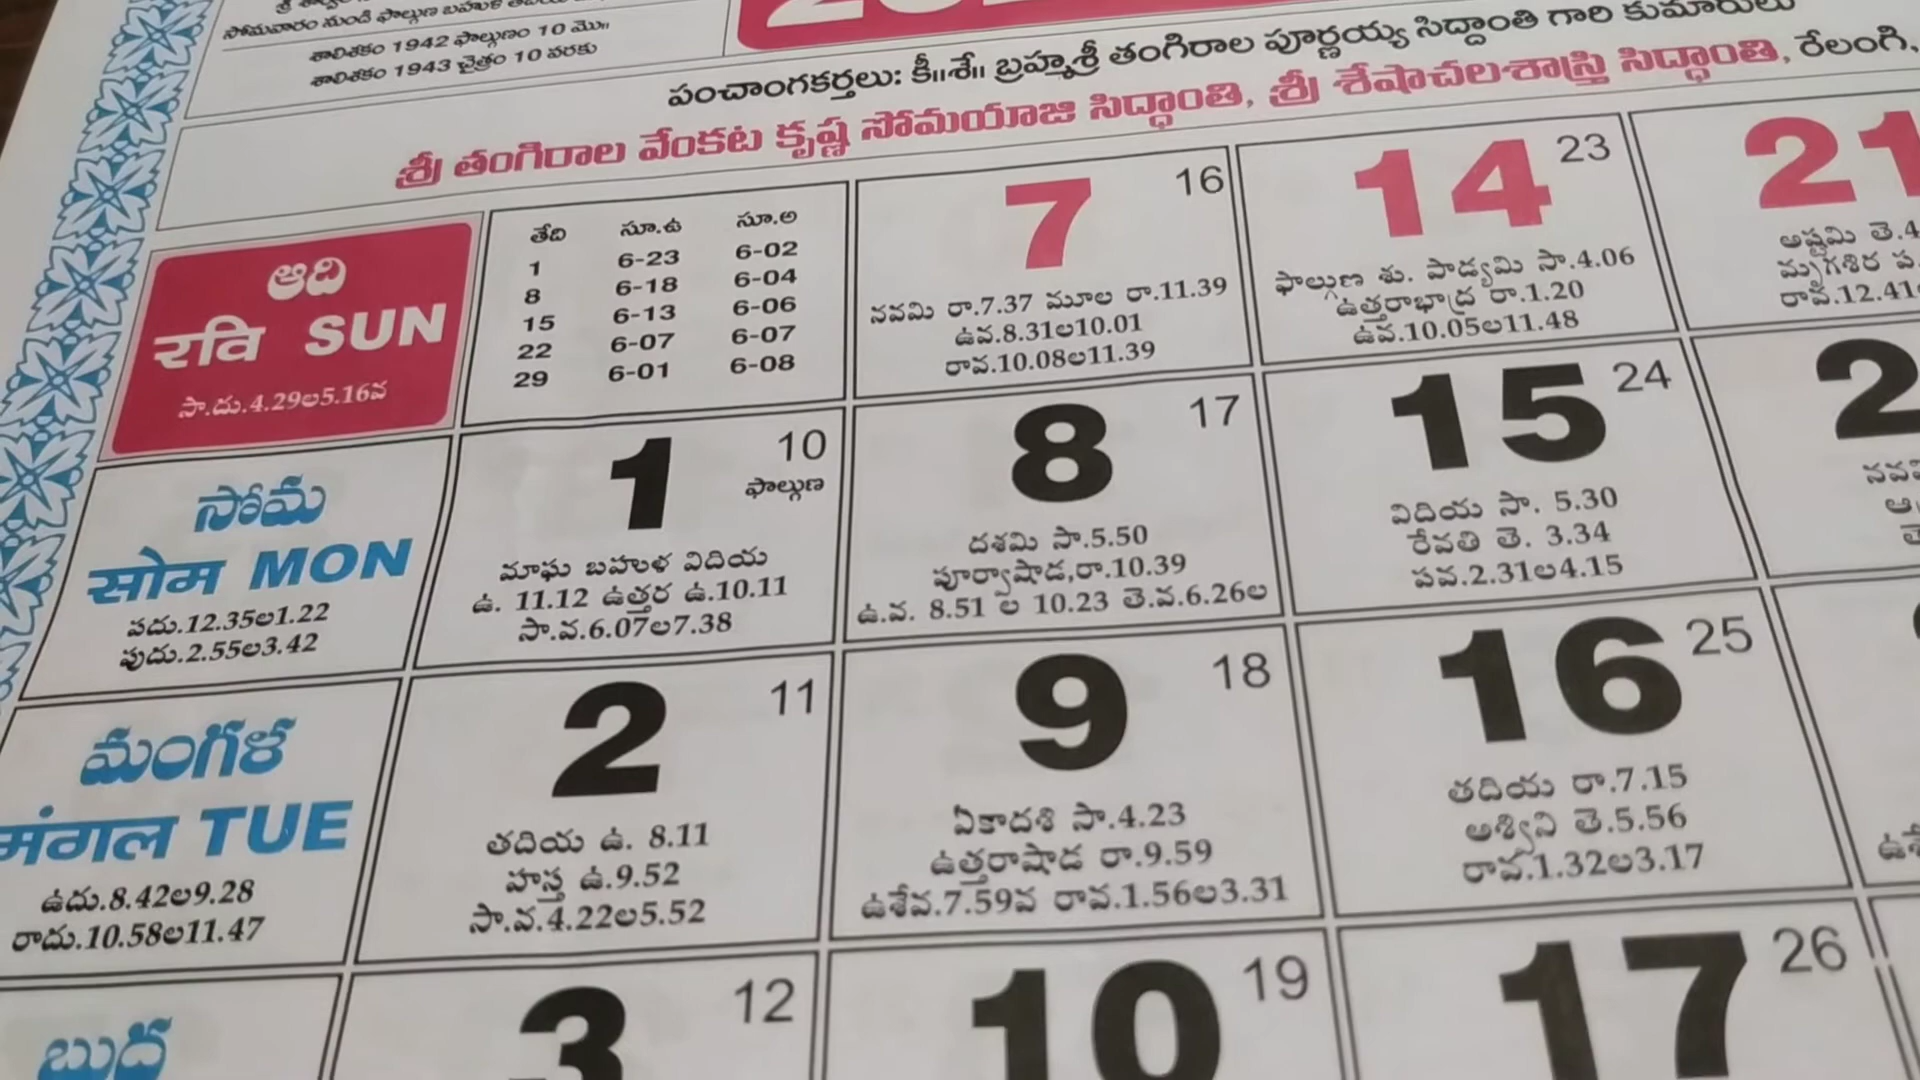 సోమవారం నుండి ఫాల్గుణ బహుళ
శాలిశకం 1942 ఫాల్గుణం 10 మొ॥
శాలిశకం 1943 చైత్రం 10 వరకు
పంచాంగకర్తలు: కీ॥శే॥ బ్రహ్మశ్రీ తంగిరాల పూర్ణయ్య సిద్ధాంతి గారి కుమారులు
శ్రీ తంగిరాల వేంకట కృష్ణ సోమయాజి సిద్ధాంతి, శ్రీ శేషాచలశాస్త్రి సిద్ధాంతి, రేలంగి,
ఆది
रवि SUN
సా.దు.4.29ల5.16వ
తేది సూ.ఉ సూ.అ
1 6-23 6-02
8 6-18 6-04
15 6-13 6-06
22 6-07 6-07
29 6-01 6-08
7 16
నవమి రా.7.37 మూల రా.11.39
ఉవ.8.31ల10.01
రావ.10.08ల11.39
14 23
ఫాల్గుణ శు. పాడ్యమి సా.4.06
ఉత్తరాభాద్ర రా.1.20
ఉవ.10.05ల11.48
21
అష్టమి తె.4
మృగశిర ప.
రావ.12.41
సోమ
सोम MON
పదు.12.35ల1.22
పుదు.2.55ల3.42
1 10
ఫాల్గుణ
మాఘ బహుళ విదియ
ఉ. 11.12 ఉత్తర ఉ.10.11
సా.వ.6.07ల7.38
8 17
దశమి సా.5.50
పూర్వాషాడ,రా.10.39
ఉ.వ. 8.51 ల 10.23 తె.వ.6.26ల
15 24
విదియ సా. 5.30
రేవతి తె. 3.34
పవ.2.31ల4.15
2
మంగళ
मंगल TUE
ఉదు.8.42ల9.28
రాదు.10.58ల11.47
2 11
తదియ ఉ. 8.11
హస్త ఉ.9.52
సా.వ.4.22ల5.52
9 18
ఏకాదశి సా.4.23
ఉత్తరాషాడ రా.9.59
ఉశేవ.7.59వ రావ.1.56ల3.31
16 25
తదియ రా.7.15
అశ్విని తె.5.56
రావ.1.32ల3.17
బుధ
3 12
10 19
17 26